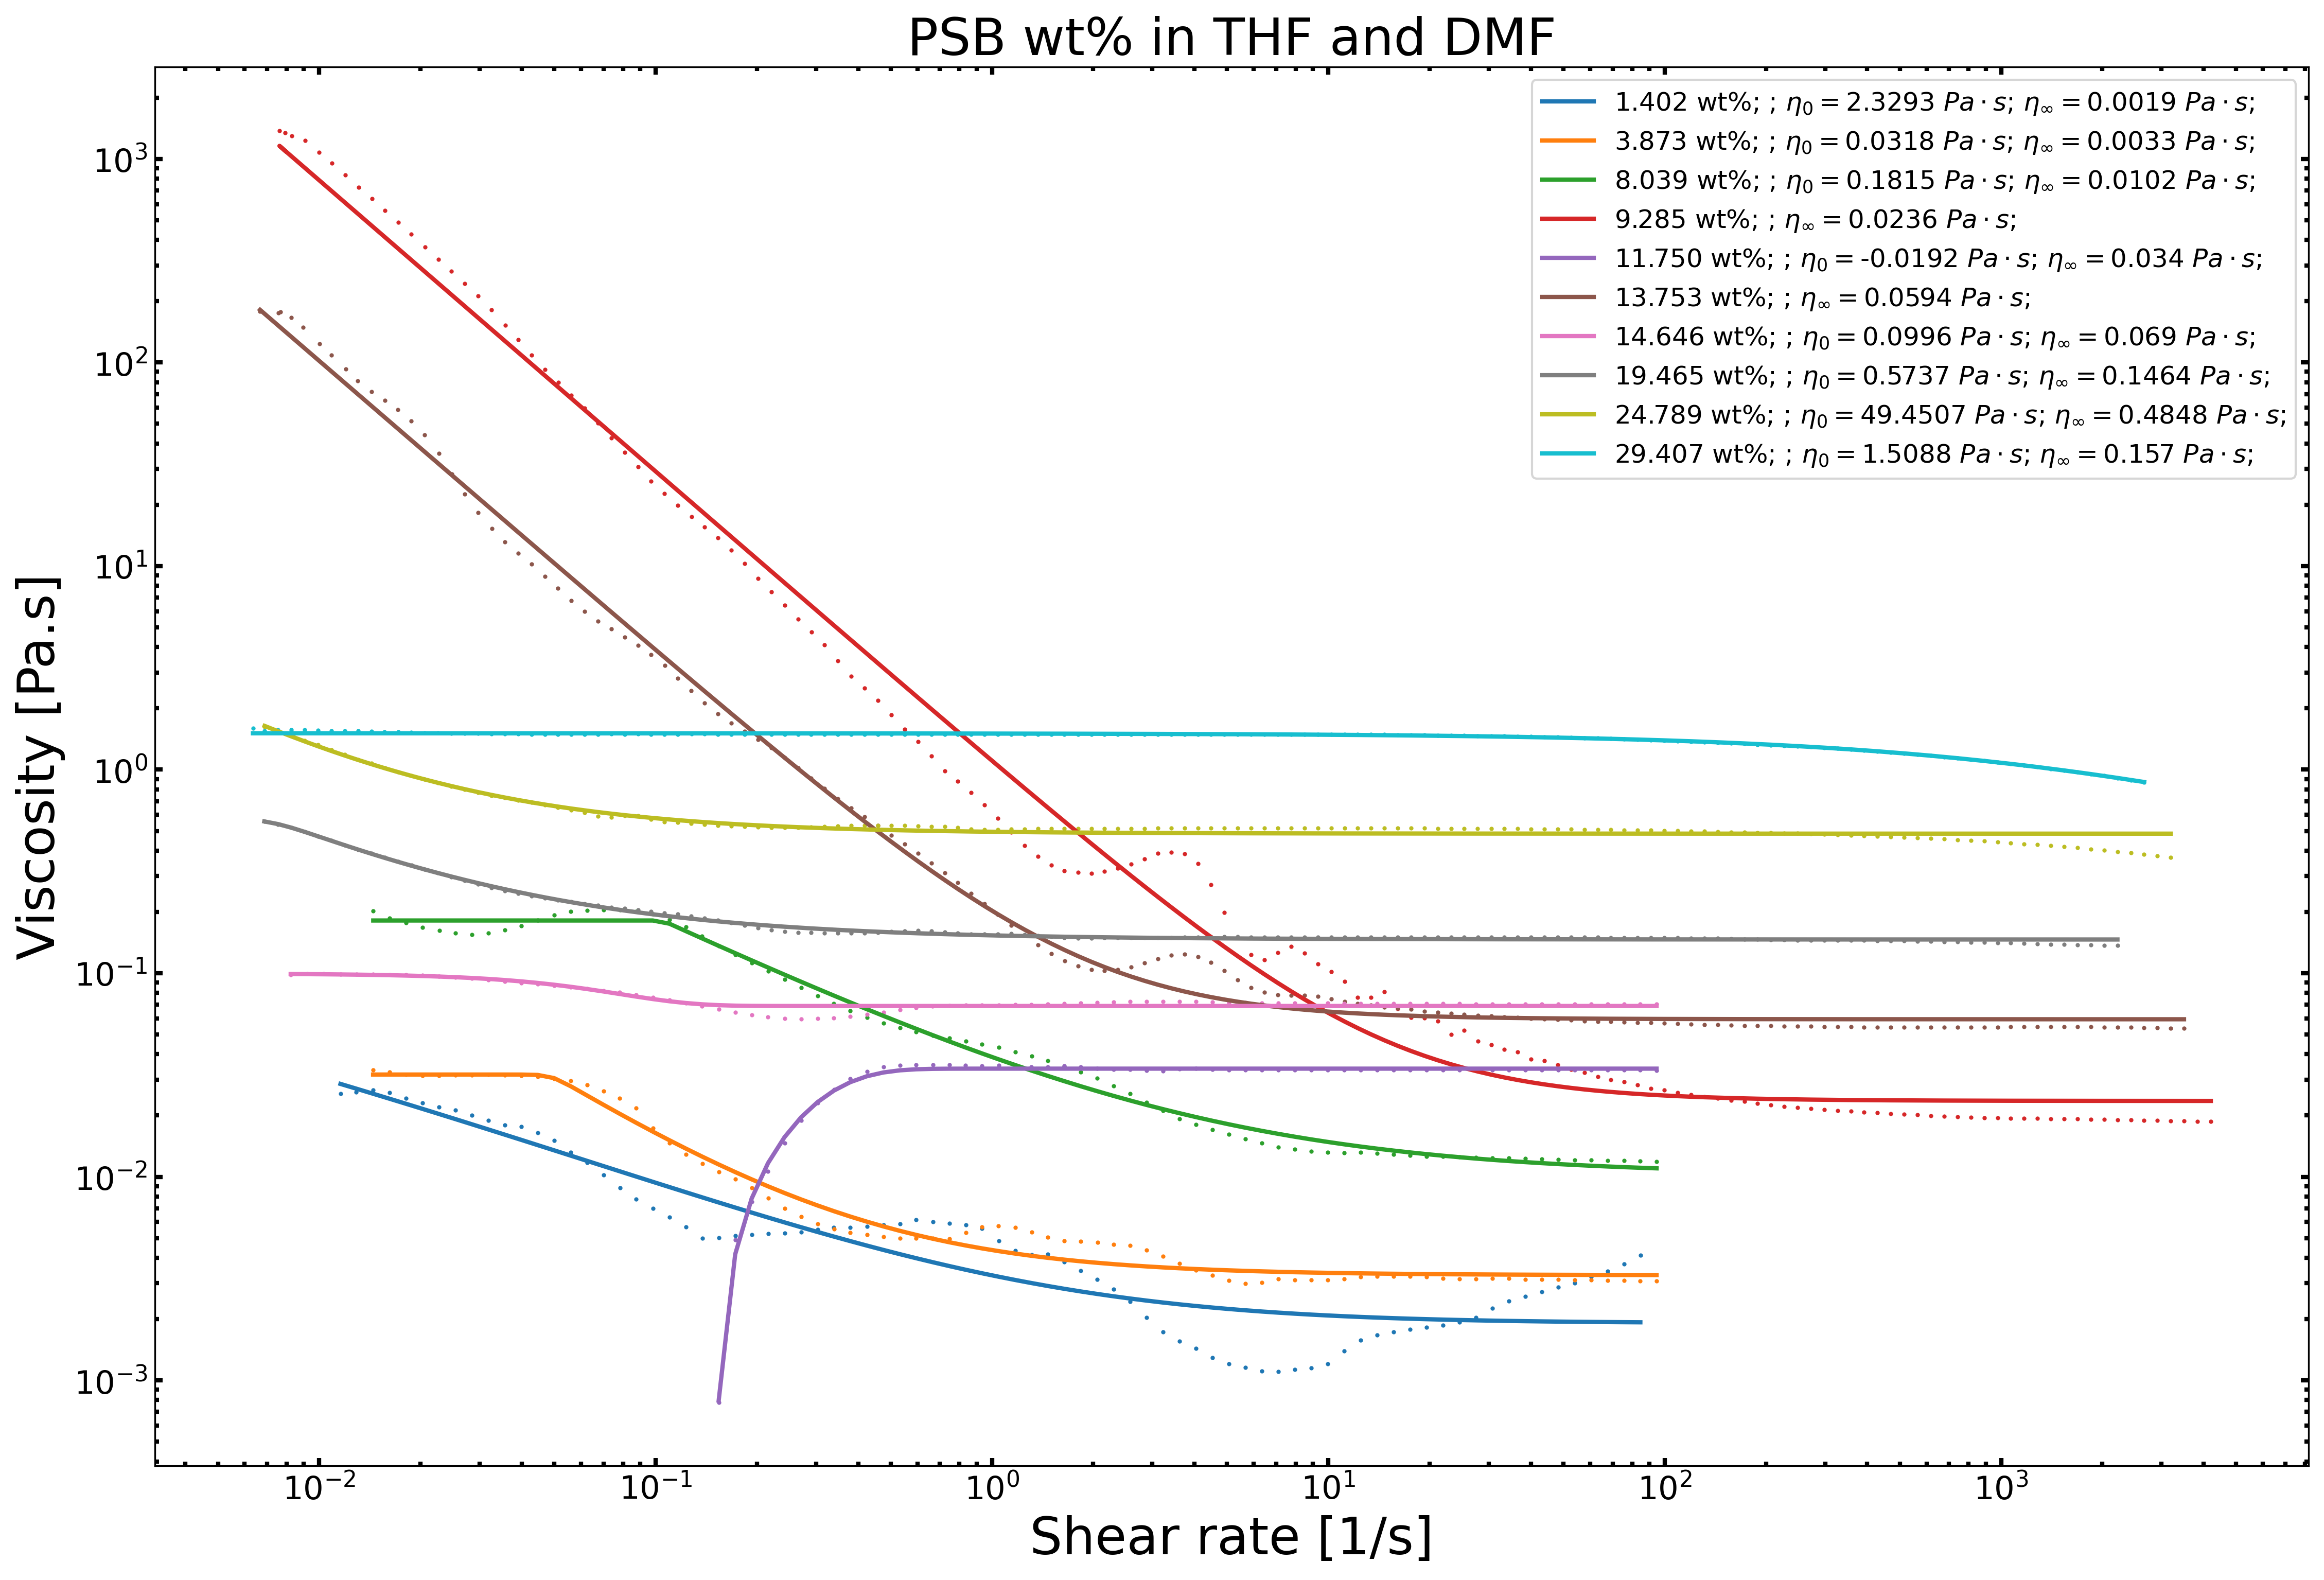 PSB wt% in THF and DMF
1.402 wt%; ; η₀ = 2.3293 Pa · s; η∞ = 0.0019 Pa · s;
3.873 wt%; ; η₀ = 0.0318 Pa · s; η∞ = 0.0033 Pa · s;
8.039 wt%; ; η₀ = 0.1815 Pa · s; η∞ = 0.0102 Pa · s;
9.285 wt%; ; η∞ = 0.0236 Pa · s;
11.750 wt%; ; η₀ = -0.0192 Pa · s; η∞ = 0.034 Pa · s;
13.753 wt%; ; η∞ = 0.0594 Pa · s;
14.646 wt%; ; η₀ = 0.0996 Pa · s; η∞ = 0.069 Pa · s;
19.465 wt%; ; η₀ = 0.5737 Pa · s; η∞ = 0.1464 Pa · s;
24.789 wt%; ; η₀ = 49.4507 Pa · s; η∞ = 0.4848 Pa · s;
29.407 wt%; ; η₀ = 1.5088 Pa · s; η∞ = 0.157 Pa · s;
Viscosity [Pa.s]
10³
10²
10¹
10⁰
10⁻¹
10⁻²
10⁻³
10⁻² 10⁻¹ 10⁰ 10¹ 10² 10³
Shear rate [1/s]